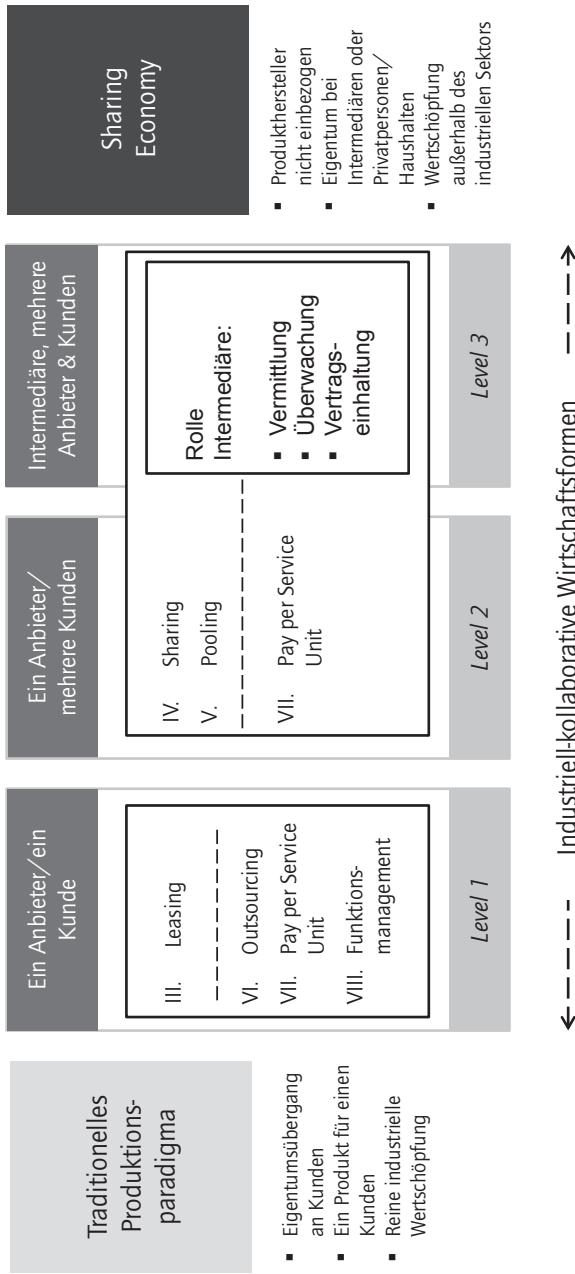 Traditionelles
Produktions-
paradigma
▪ Eigentumsübergang
an Kunden
▪ Ein Produkt für einen
Kunden
▪ Reine industrielle
Wertschöpfung
Ein Anbieter/ein
Kunde
III. Leasing
VI. Outsourcing
VII. Pay per Service
Unit
VIII. Funktions-
management
Level 1
Ein Anbieter/
mehrere Kunden
IV. Sharing
V. Pooling
VII. Pay per Service
Unit
Level 2
Intermediäre, mehrere
Anbieter & Kunden
Rolle
Intermediäre:
▪ Vermittlung
▪ Überwachung
▪ Vertrags-
einhaltung
Level 3
Sharing
Economy
▪ Produkthersteller
nicht einbezogen
▪ Eigentum bei
Intermediären oder
Privatpersonen/
Haushalten
▪ Wertschöpfung
außerhalb des
industriellen Sektors
Industriell-kollaborative Wirtschaftsformen